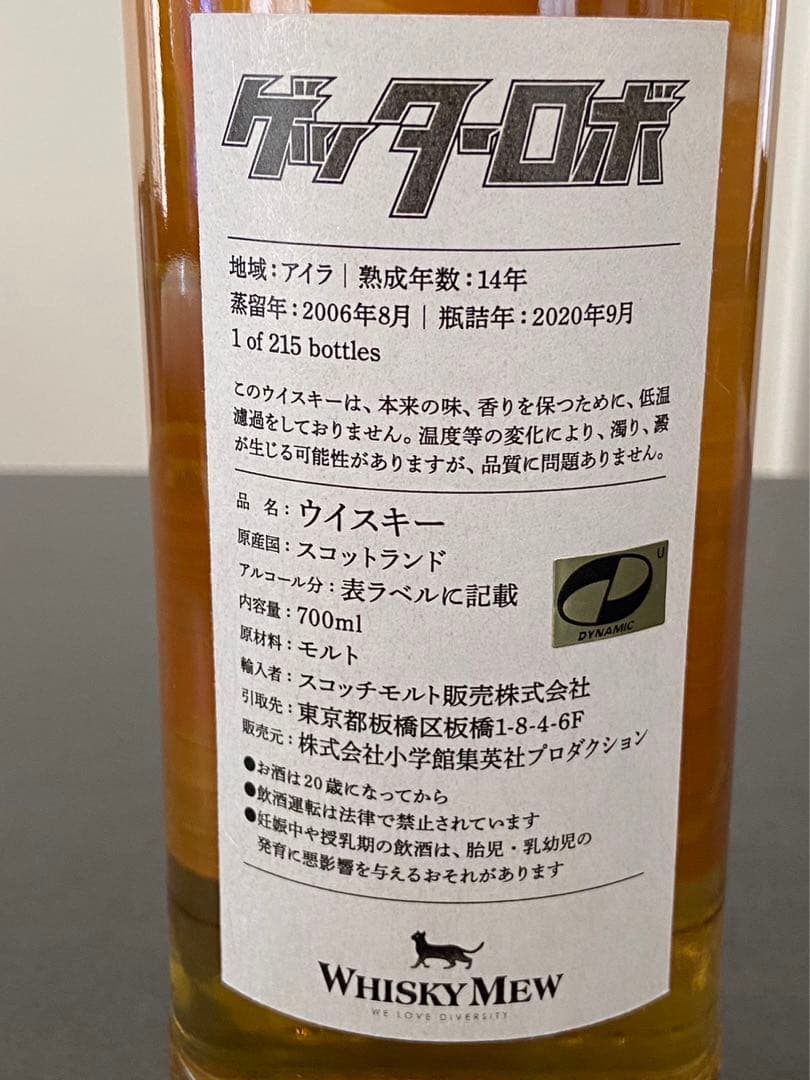 ゲッターロボ
地域：アイラ｜熟成年数：14年
蒸留年：2006年8月｜瓶詰年：2020年9月
1 of 215 bottles
このウイスキーは、本来の味、香りを保つために、低温
濾過をしておりません。温度等の変化により、濁り、澱
が生じる可能性がありますが、品質に問題ありません。
品　名：ウイスキー
原産国：スコットランド
アルコール分：表ラベルに記載
内容量：700ml
原材料：モルト
輸入者：スコッチモルト販売株式会社
引取先：東京都板橋区板橋1-8-4-6F
販売元：株式会社小学館集英社プロダクション
U
DYNAMIC
●お酒は20歳になってから
●飲酒運転は法律で禁止されています
●妊娠中や授乳期の飲酒は、胎児・乳幼児の
発育に悪影響を与えるおそれがあります
WHISKY MEW
WE LOVE DIVERSITY